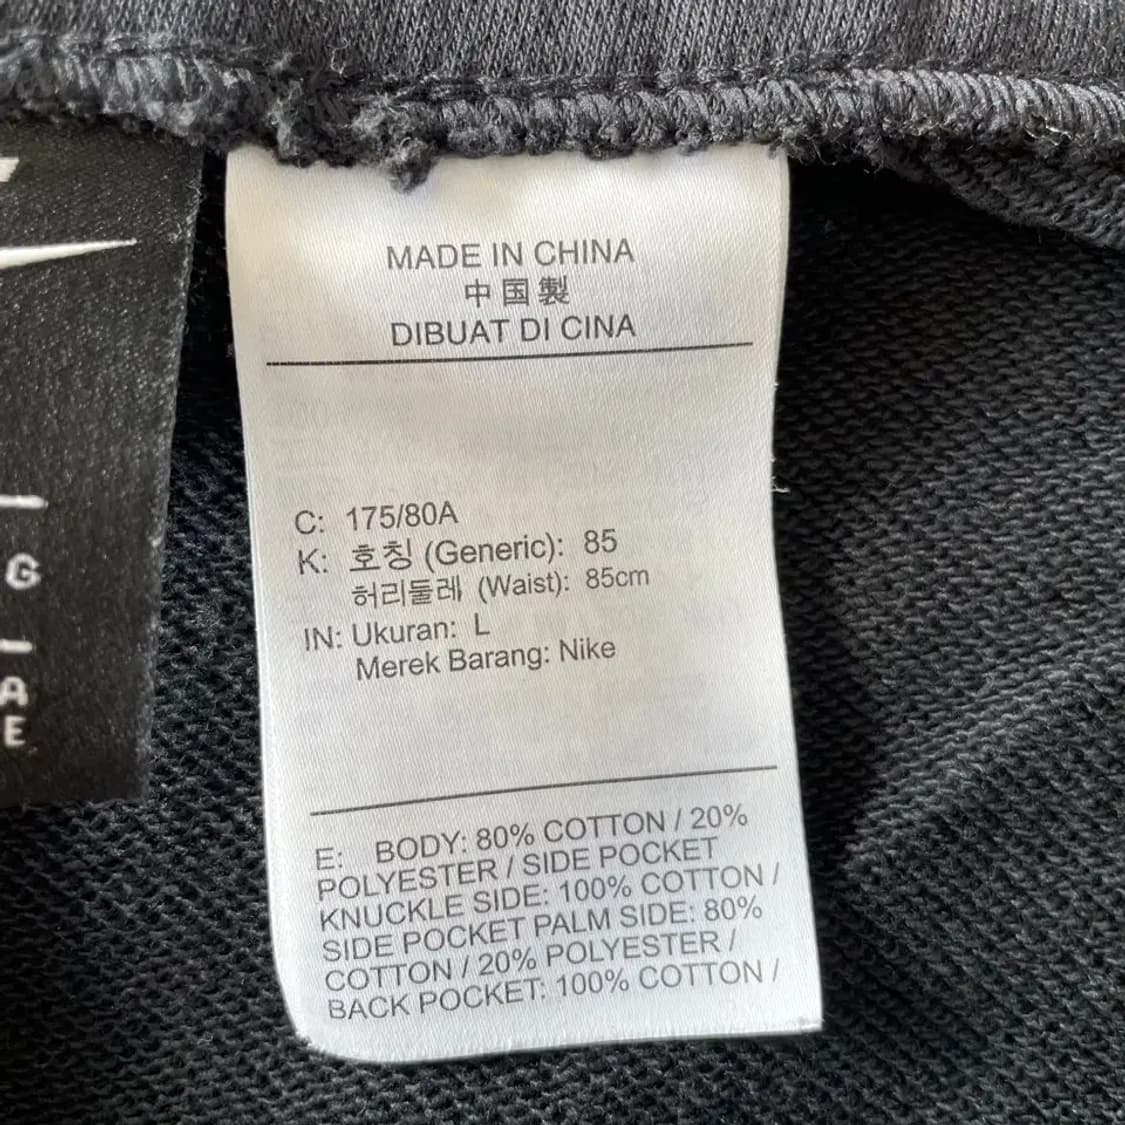 MADE IN CHINA
中国製
DIBUAT DI CINA
C: 175/80A
K: 호칭 (Generic): 85
허리둘레 (Waist): 85cm
IN: Ukuran: L
Merek Barang: Nike
E: BODY: 80% COTTON / 20%
POLYESTER / SIDE POCKET
KNUCKLE SIDE: 100% COTTON /
SIDE POCKET PALM SIDE: 80%
COTTON / 20% POLYESTER /
BACK POCKET: 100% COTTON /
G
A
E